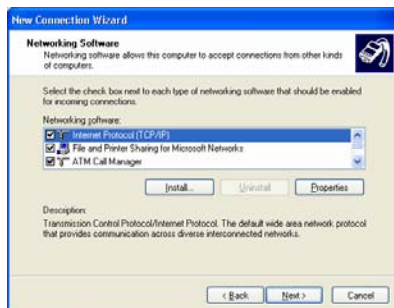 New Connection Wizard
Networking Software
Networking software allows this computer to accept connections from other kinds
of computers.
Select the check box next to each type of networking software that should be enabled
for incoming connections.
Networking software:
Internet Protocol (TCP/IP)
File and Printer Sharing for Microsoft Networks
ATM Call Manager
Install...
Uninstall
Properties
Description:
Transmission Control Protocol/Internet Protocol. The default wide area network protocol
that provides communication across diverse interconnected networks.
< Back
Next >
Cancel